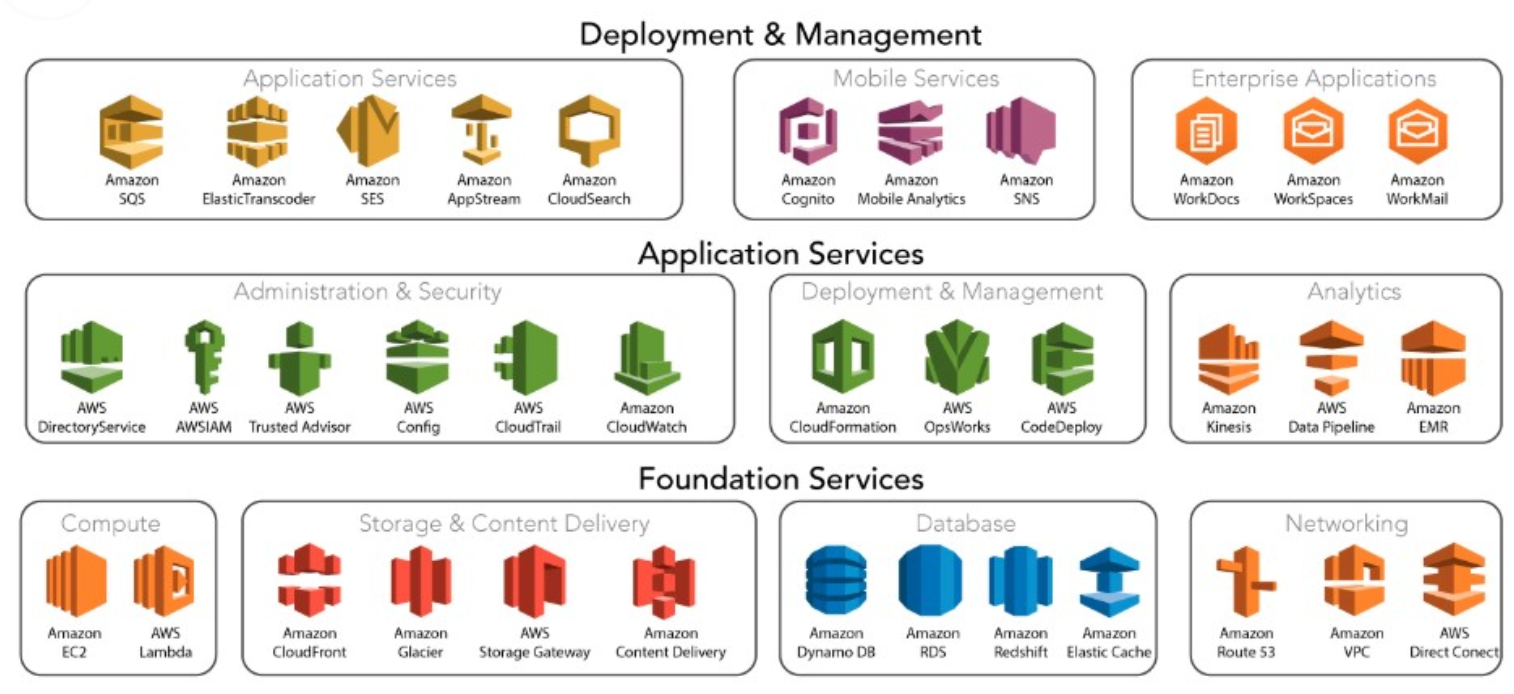 Deployment & Management
Application Services
Amazon
SQS
Amazon
ElasticTranscoder
Amazon
SES
Amazon
AppStream
Amazon
CloudSearch
Mobile Services
Amazon
Cognito
Amazon
Mobile Analytics
Amazon
SNS
Enterprise Applications
Amazon
WorkDocs
Amazon
WorkSpaces
Amazon
WorkMail
Application Services
Administration & Security
AWS
DirectoryService
AWS
AWSIAM
AWS
Trusted Advisor
AWS
Config
AWS
CloudTrail
Amazon
CloudWatch
Deployment & Management
Amazon
CloudFormation
AWS
OpsWorks
AWS
CodeDeploy
Analytics
Amazon
Kinesis
AWS
Data Pipeline
Amazon
EMR
Foundation Services
Compute
Amazon
EC2
AWS
Lambda
Storage & Content Delivery
Amazon
CloudFront
Amazon
Glacier
AWS
Storage Gateway
Amazon
Content Delivery
Database
Amazon
Dynamo DB
Amazon
RDS
Amazon
Redshift
Amazon
Elastic Cache
Networking
Amazon
Route 53
Amazon
VPC
AWS
Direct Conect